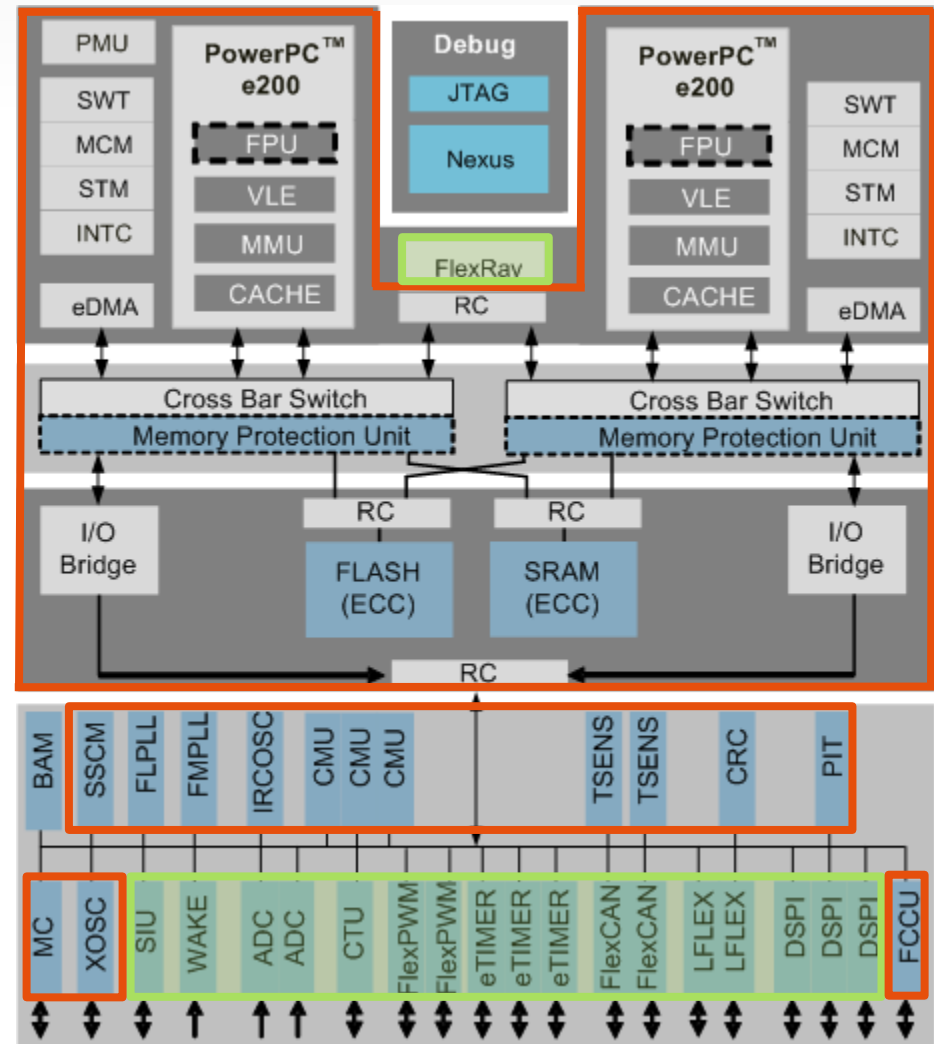 PMU
SWT
MCM
STM
INTC
eDMA
PowerPC™
e200
FPU
VLE
MMU
CACHE
Debug
JTAG
Nexus
FlexRay
RC
PowerPC™
e200
FPU
VLE
MMU
CACHE
SWT
MCM
STM
INTC
eDMA
Cross Bar Switch
Memory Protection Unit
Cross Bar Switch
Memory Protection Unit
I/O
Bridge
RC
FLASH
(ECC)
RC
SRAM
(ECC)
I/O
Bridge
RC
BAM
SSCM
FLPLL
FMPLL
IRCOSC
CMU
CMU
CMU
TSENS
TSENS
CRC
PIT
MC
XOSC
SIU
WAKE
ADC
ADC
CTU
FlexPWM
FlexPWM
eTIMER
eTIMER
eTIMER
FlexCAN
FlexCAN
LFLEX
LFLEX
DSPI
DSPI
DSPI
FCCU